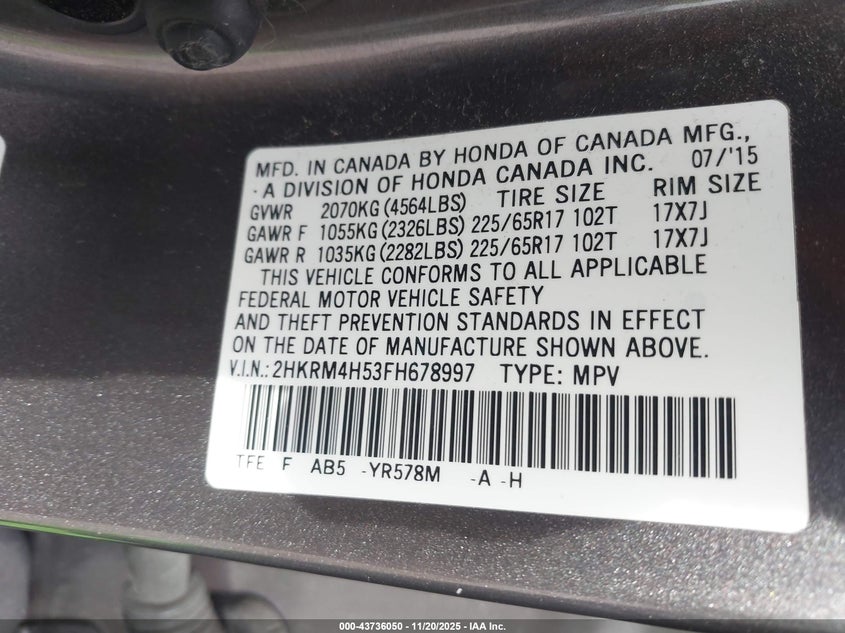 MFD. IN CANADA BY HONDA OF CANADA MFG.,
- A DIVISION OF HONDA CANADA INC. 07/'15
GVWR 2070KG (4564LBS) TIRE SIZE RIM SIZE
GAWR F 1055KG (2326LBS) 225/65R17 102T 17X7J
GAWR R 1035KG (2282LBS) 225/65R17 102T 17X7J
THIS VEHICLE CONFORMS TO ALL APPLICABLE
FEDERAL MOTOR VEHICLE SAFETY
AND THEFT PREVENTION STANDARDS IN EFFECT
ON THE DATE OF MANUFACTURE SHOWN ABOVE.
V.I.N.: 2HKRM4H53FH678997 TYPE: MPV
TFE F AB5 -YR578M -A -H
000-43736050 - 11/20/2025 - IAA Inc.